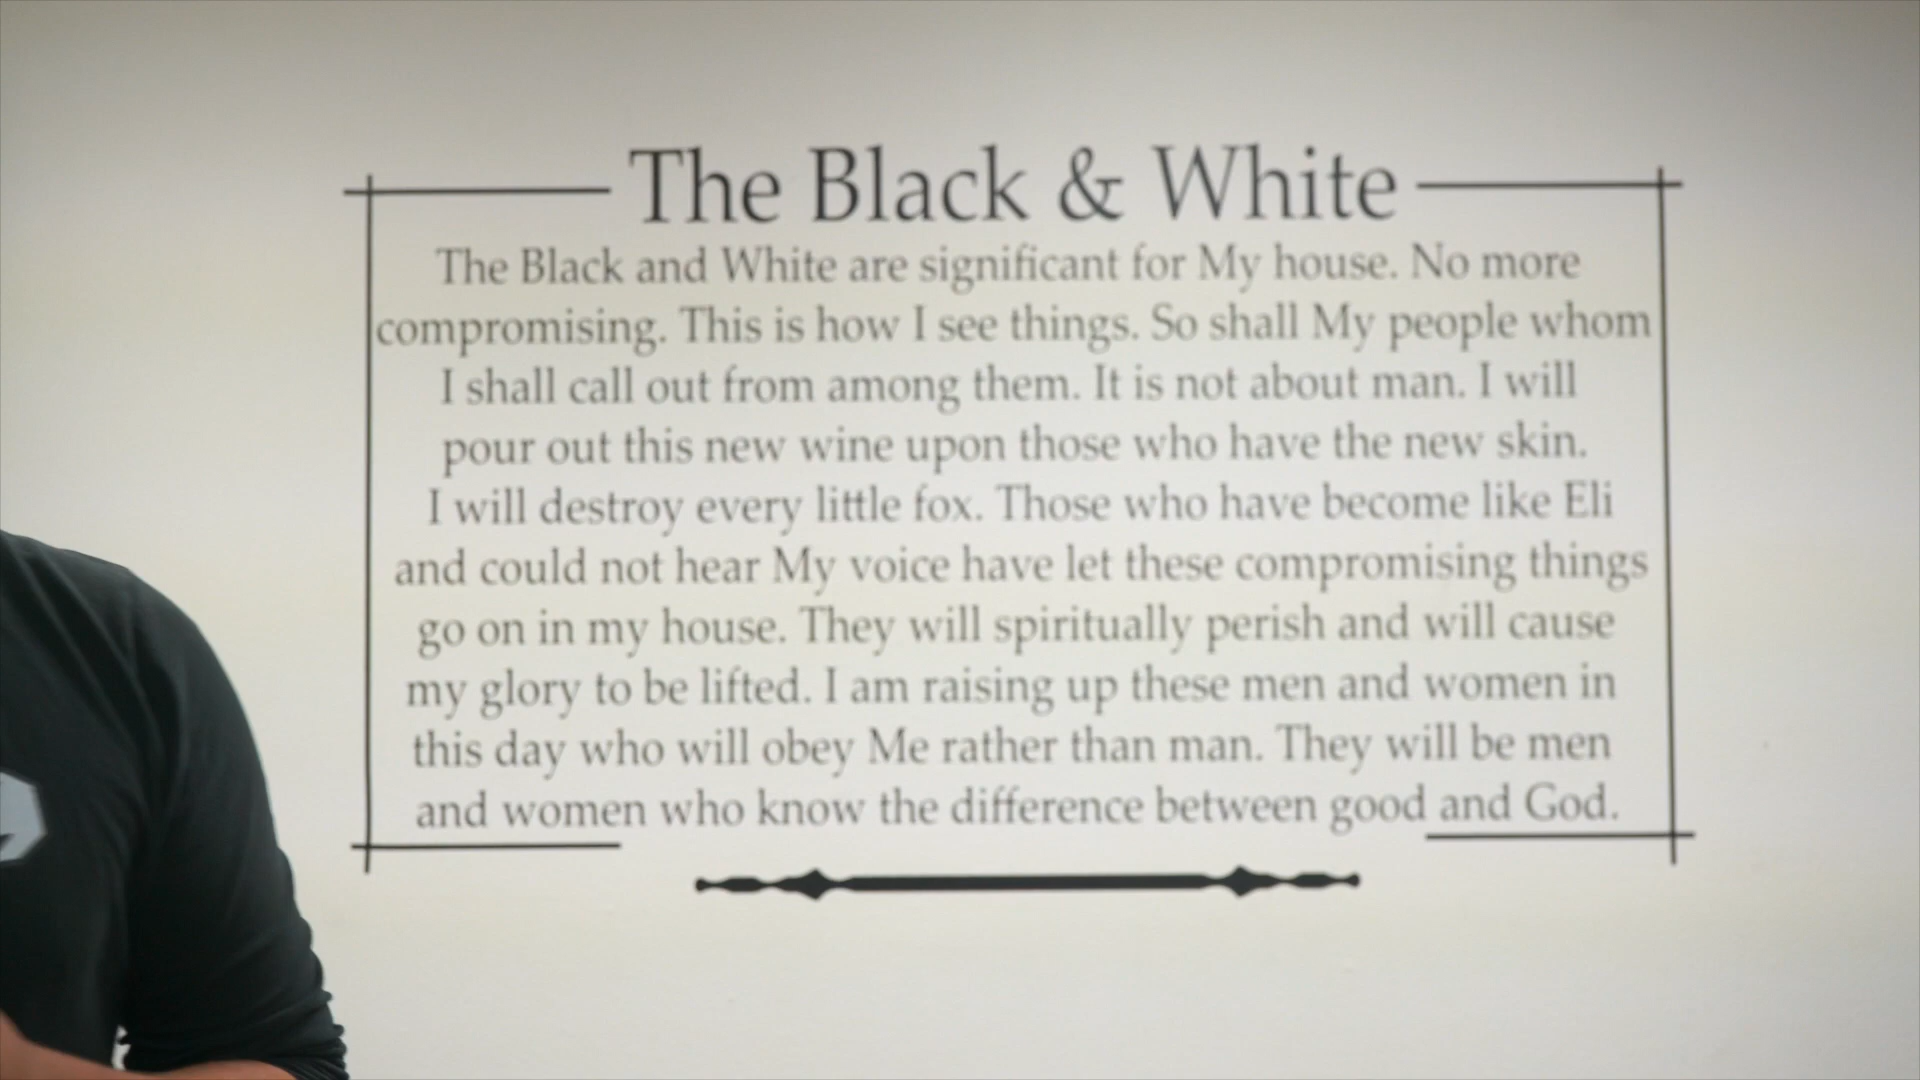 The Black & White
The Black and White are significant for My house. No more
compromising. This is how I see things. So shall My people whom
I shall call out from among them. It is not about man. I will
pour out this new wine upon those who have the new skin.
I will destroy every little fox. Those who have become like Eli
and could not hear My voice have let these compromising things
go on in my house. They will spiritually perish and will cause
my glory to be lifted. I am raising up these men and women in
this day who will obey Me rather than man. They will be men
and women who know the difference between good and God.